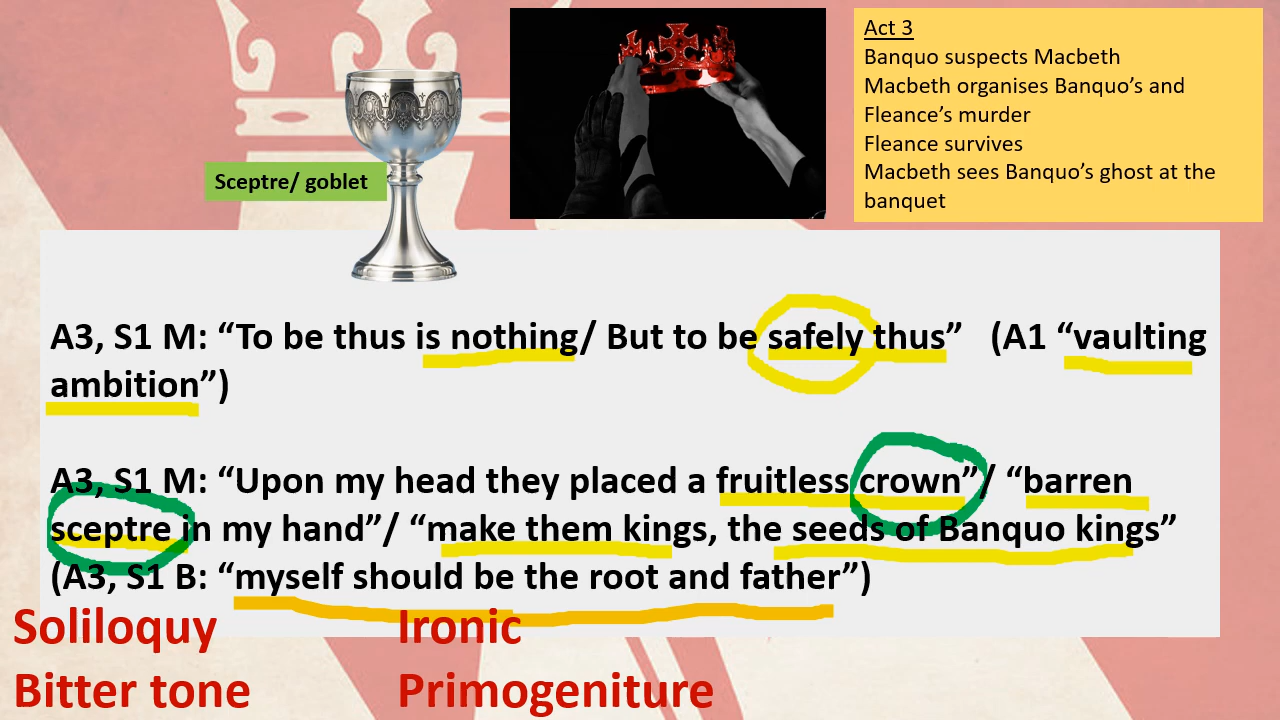 Act 3
Banquo suspects Macbeth
Macbeth organises Banquo’s and
Fleance’s murder
Fleance survives
Macbeth sees Banquo’s ghost at the
banquet
Sceptre/ goblet
A3, S1 M: “To be thus is nothing/ But to be safely thus” (A1 “vaulting
ambition”)
A3, S1 M: “Upon my head they placed a fruitless crown”/ “barren
sceptre in my hand”/ “make them kings, the seeds of Banquo kings”
(A3, S1 B: “myself should be the root and father”)
Soliloquy
Ironic
Bitter tone
Primogeniture